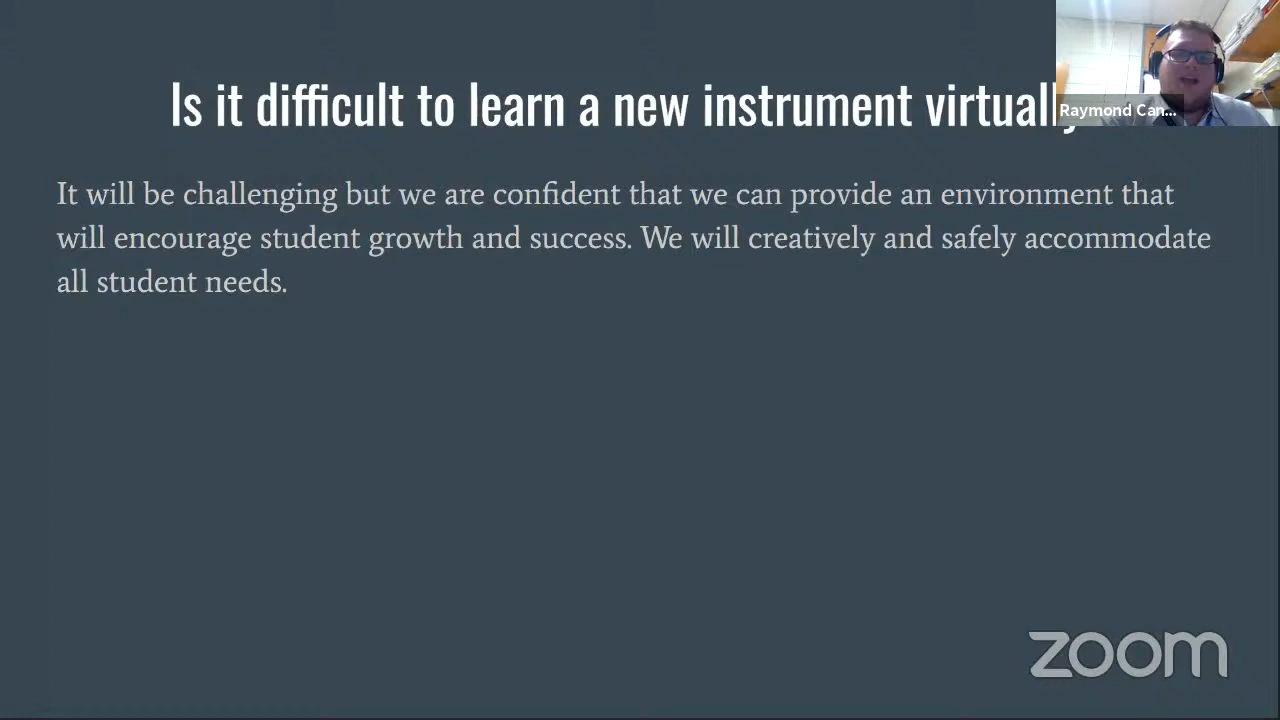 Is it difficult to learn a new instrument virtually
Raymond Can...
It will be challenging but we are confident that we can provide an environment that
will encourage student growth and success. We will creatively and safely accommodate
all student needs.
zoom